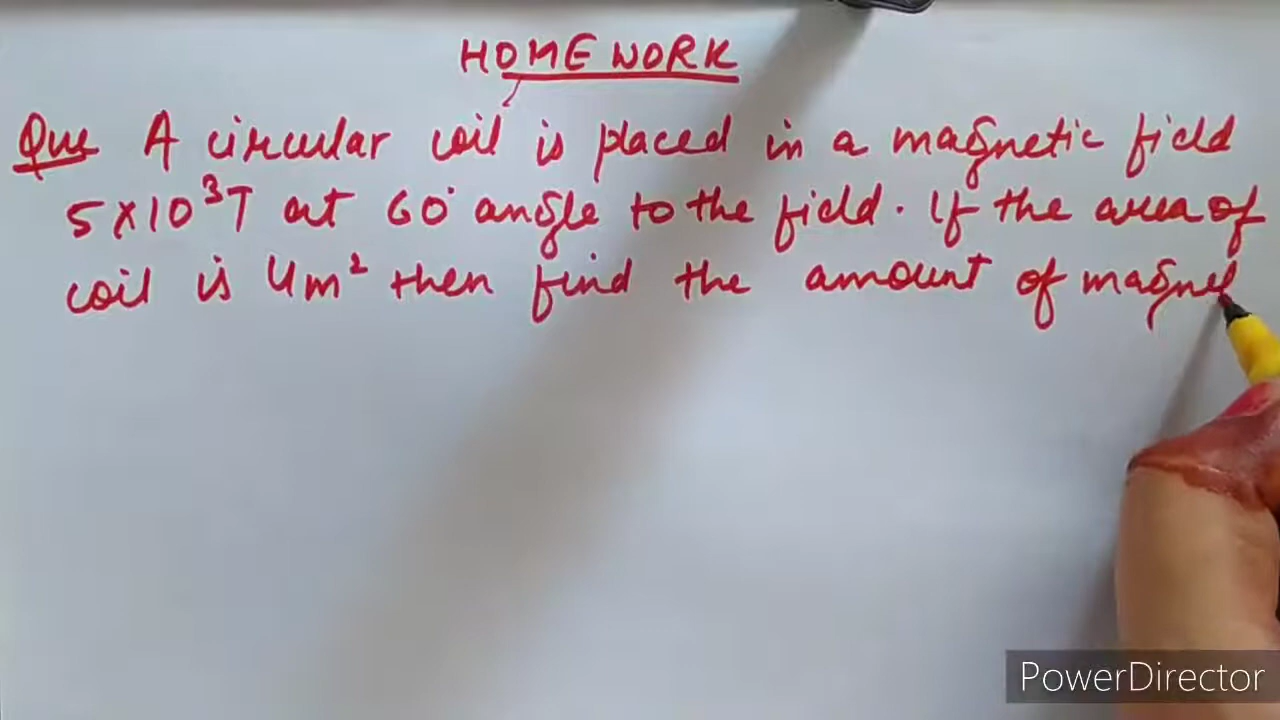 HOMEWORK
Que A circular coil is placed in a magnetic field
5×10³T at 60° angle to the field. If the area of
coil is 4m² then find the amount of magnet
PowerDirector